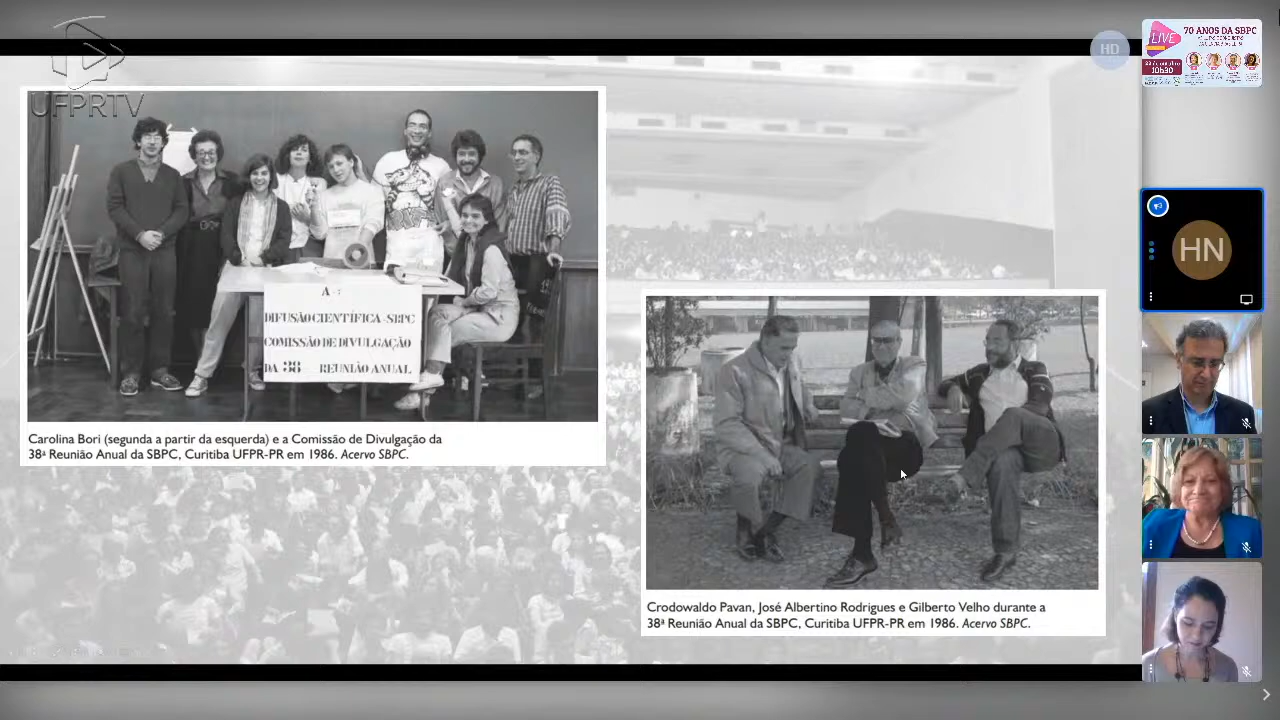 UFPRTV
HD
LIVE
70 ANOS DA SBPC
10h30
HN
A
DIFUSÃO CIENTÍFICA-SBPC
COMISSÃO DE DIVULGAÇÃO
DA 38 REUNIÃO ANUAL
Carolina Bori (segunda a partir da esquerda) e a Comissão de Divulgação da
38ª Reunião Anual da SBPC, Curitiba UFPR-PR em 1986. Acervo SBPC.
Crodowaldo Pavan, José Albertino Rodrigues e Gilberto Velho durante a
38ª Reunião Anual da SBPC, Curitiba UFPR-PR em 1986. Acervo SBPC.